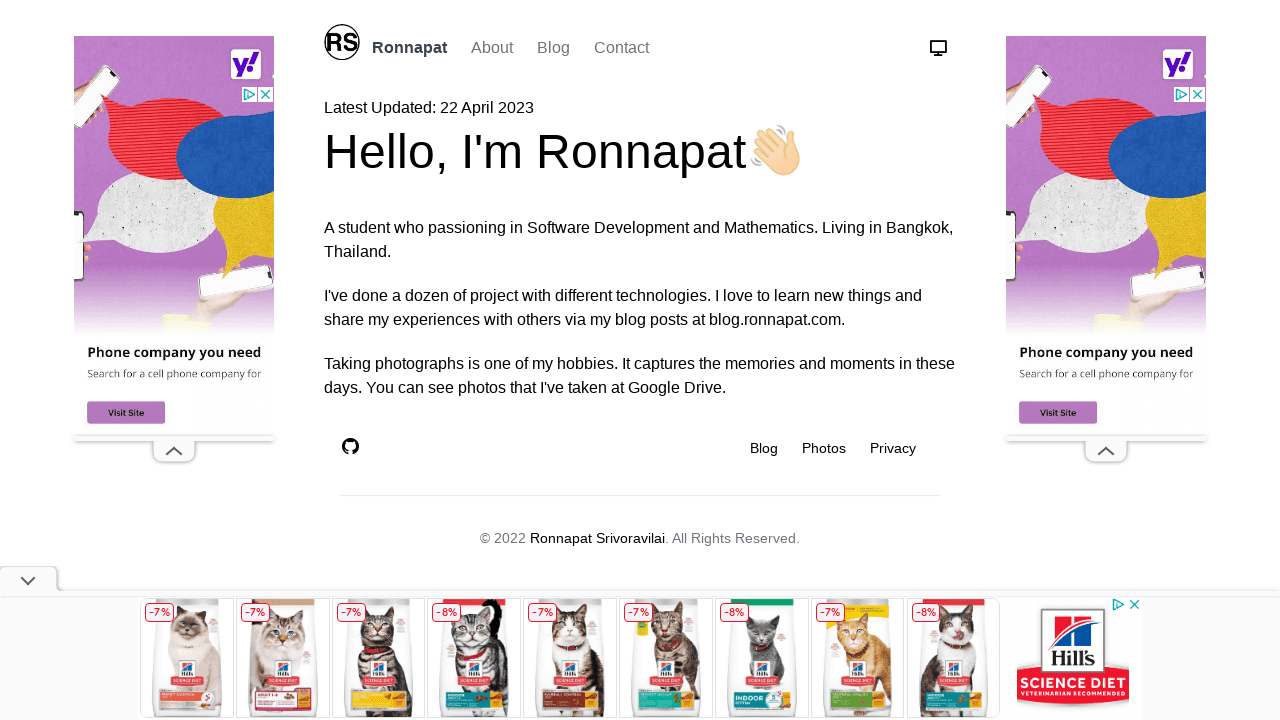 RS Ronnapat About Blog Contact
Latest Updated: 22 April 2023
Hello, I'm Ronnapat
A student who passioning in Software Development and Mathematics. Living in Bangkok,
Thailand.
I've done a dozen of project with different technologies. I love to learn new things and
share my experiences with others via my blog posts at blog.ronnapat.com.
Taking photographs is one of my hobbies. It captures the memories and moments in these
days. You can see photos that I've taken at Google Drive.
Blog Photos Privacy
© 2022 Ronnapat Srivoravilai. All Rights Reserved.
y!
Phone company you need
Search for a cell phone company for
Visit Site
y!
Phone company you need
Search for a cell phone company for
Visit Site
-7% -7% -7% -8% -7% -7% -8% -7% -8%
Hill's
SCIENCE DIET
VETERINARIAN RECOMMENDED